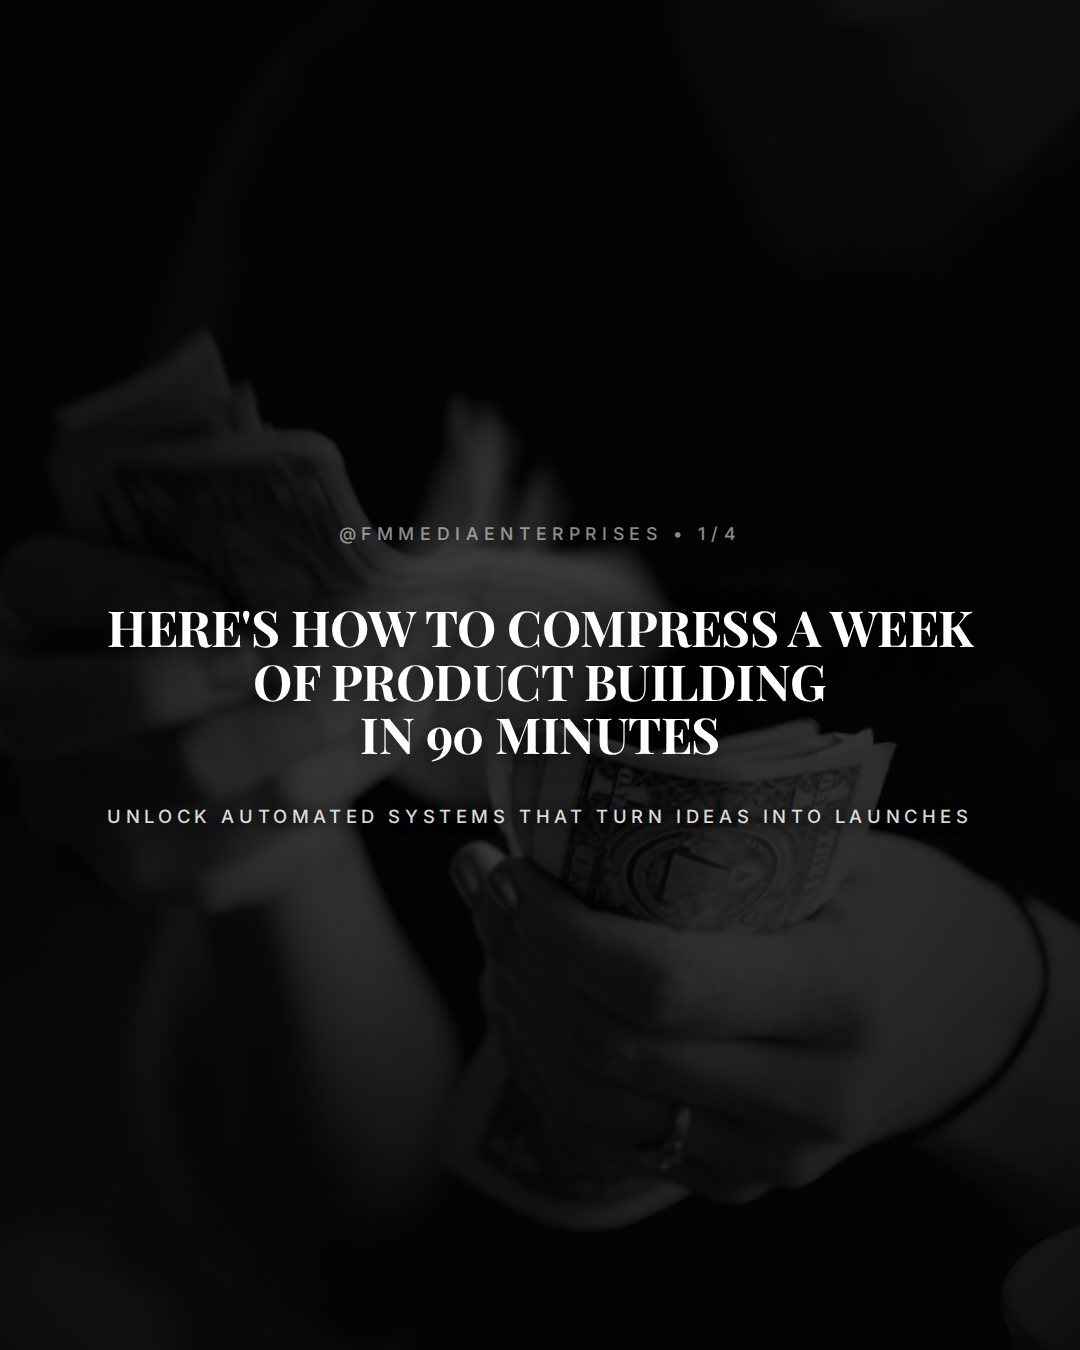 @FMMEDIAENTERPRISES • 1/4
HERE'S HOW TO COMPRESS A WEEK
OF PRODUCT BUILDING
IN 90 MINUTES
UNLOCK AUTOMATED SYSTEMS THAT TURN IDEAS INTO LAUNCHES